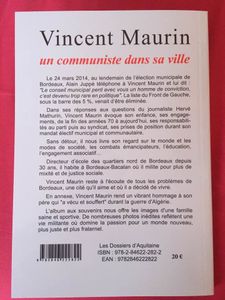 Vincent Maurin
un communiste dans sa ville
Le 24 mars 2014, au lendemain de l'élection municipale de
Bordeaux, Alain Juppé téléphone à Vincent Maurin et lui dit :
"Le conseil municipal perd avec vous un homme de conviction,
c'est devenu trop rare en politique". La liste du Front de Gauche,
sous la barre des 5 %, venait d'être éliminée.
Dans ses réponses aux questions du journaliste Hervé
Mathurin, Vincent Maurin évoque son enfance, ses engage-
ments, de la fin des années 70 à aujourd'hui, ses responsabili-
tés au parti puis au syndicat, ses prises de position durant son
mandat électif municipal et communautaire.
Sans détour, il nous livre son regard sur le monde et les
modes de société, les combats émancipateurs, l'éducation,
l'engagement associatif ...
Directeur d'école des quartiers nord de Bordeaux depuis
30 ans, il habite à Bordeaux-Bacalan où il milite pour plus
de mixité et de justice sociale.
Vincent Maurin reste à l'écoute de tous les problèmes de
Bordeaux, une cité qu'il aime et où il a décidé de vivre.
En annexe, Vincent Maurin rend un vibrant hommage à son
père qui "a vécu et souffert" durant la guerre d'Algérie.
L'album aux souvenirs nous offre les images d'une famille
saine et sportive. De nombreuses photos inédites reflètent une
vie militante où domine la passion pour un monde nouveau,
plus juste et plus fraternel.
Les Dossiers d'Aquitaine
ISBN : 978-2-84622-282-2
EAN : 9782846222822
20 €